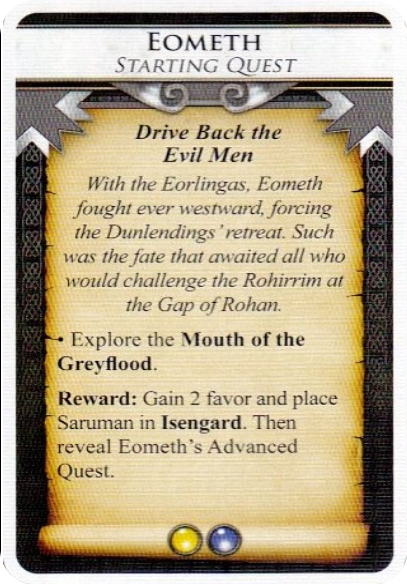 EOMETH
STARTING QUEST
Drive Back the
Evil Men
With the Eorlingas, Eometh
fought ever westward, forcing
the Dunlendings' retreat. Such
was the fate that awaited all who
would challenge the Rohirrim at
the Gap of Rohan.
• Explore the Mouth of the
Greyflood.
Reward: Gain 2 favor and place
Saruman in Isengard. Then
reveal Eometh's Advanced
Quest.